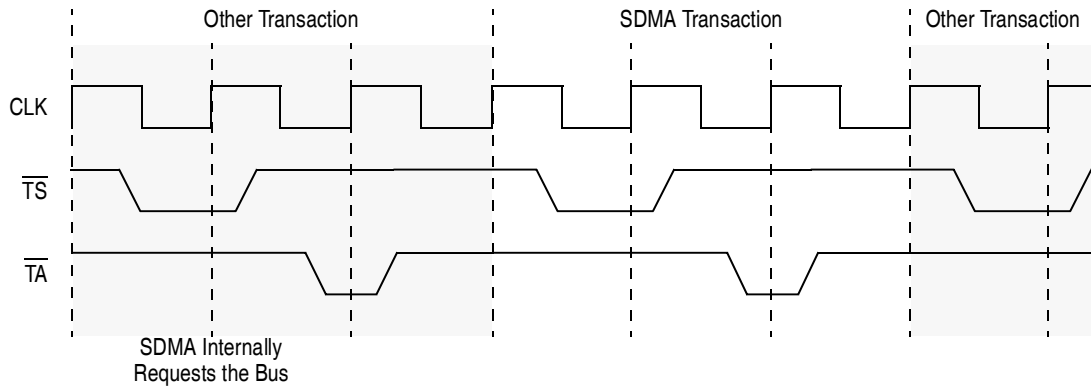 Other Transaction
SDMA Transaction
Other Transaction
CLK
TS
TA
SDMA Internally
Requests the Bus